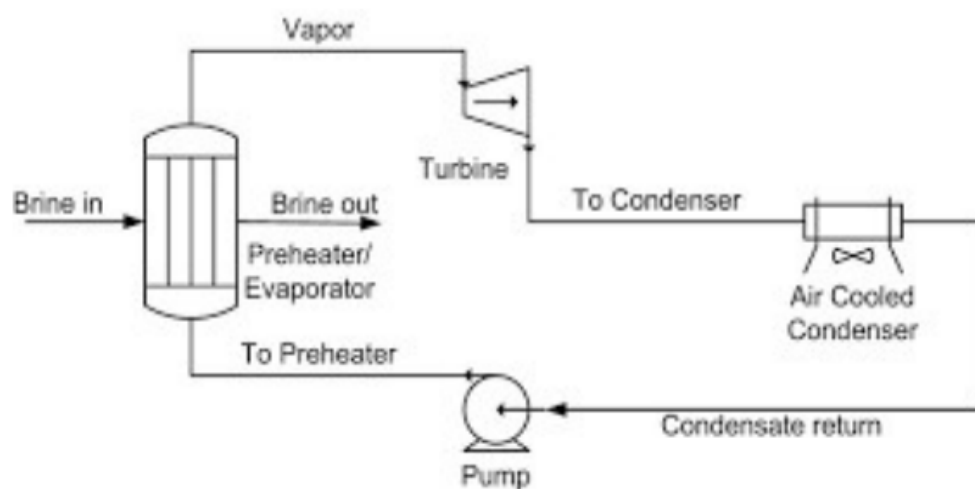 Vapor
Turbine
Brine in
Brine out
To Condenser
Preheater/
Evaporator
Air Cooled
Condenser
To Preheater
Condensate return
Pump